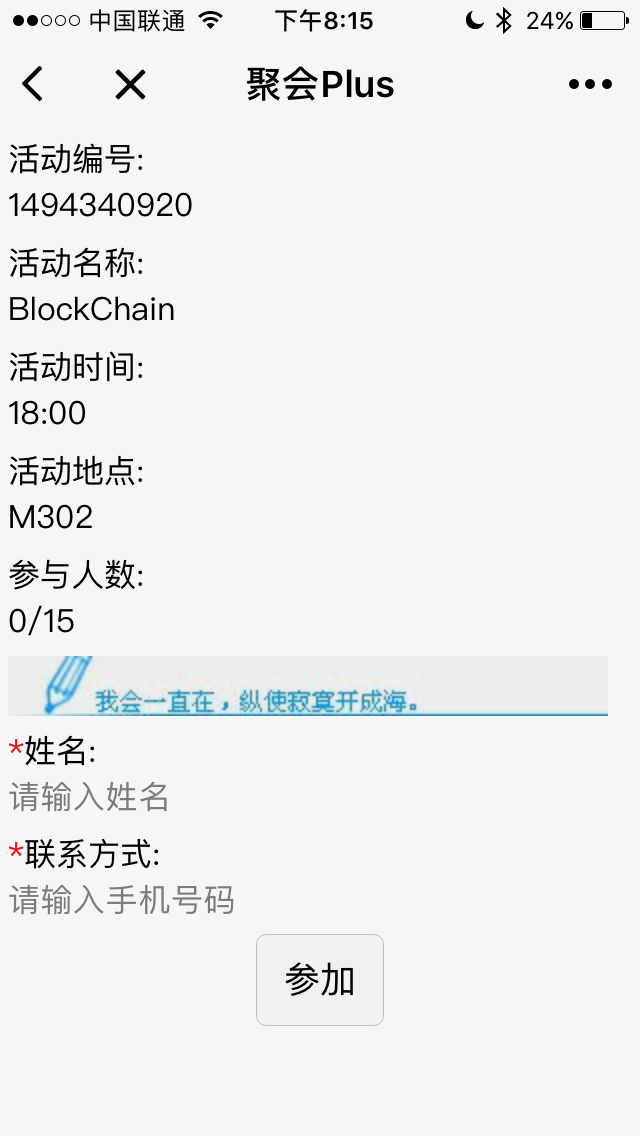 中国联通 下午8:15 24%
聚会Plus
活动编号:
1494340920
活动名称:
BlockChain
活动时间:
18:00
活动地点:
M302
参与人数:
0/15
我会一直在，纵使寂寞开成海。
*姓名:
请输入姓名
*联系方式:
请输入手机号码
参加